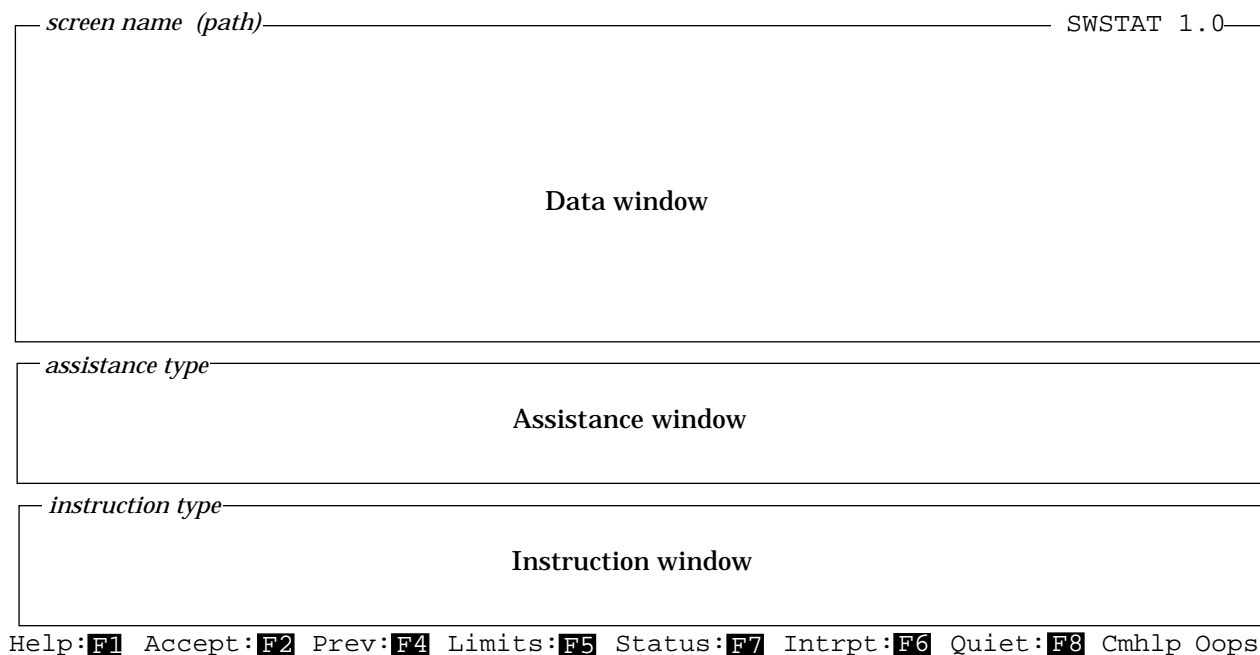 screen name (path) SWSTAT 1.0
Data window
assistance type
Assistance window
instruction type
Instruction window
Help:F1 Accept:F2 Prev:F4 Limits:F5 Status:F7 Intrpt:F6 Quiet:F8 Cmhlp Oops